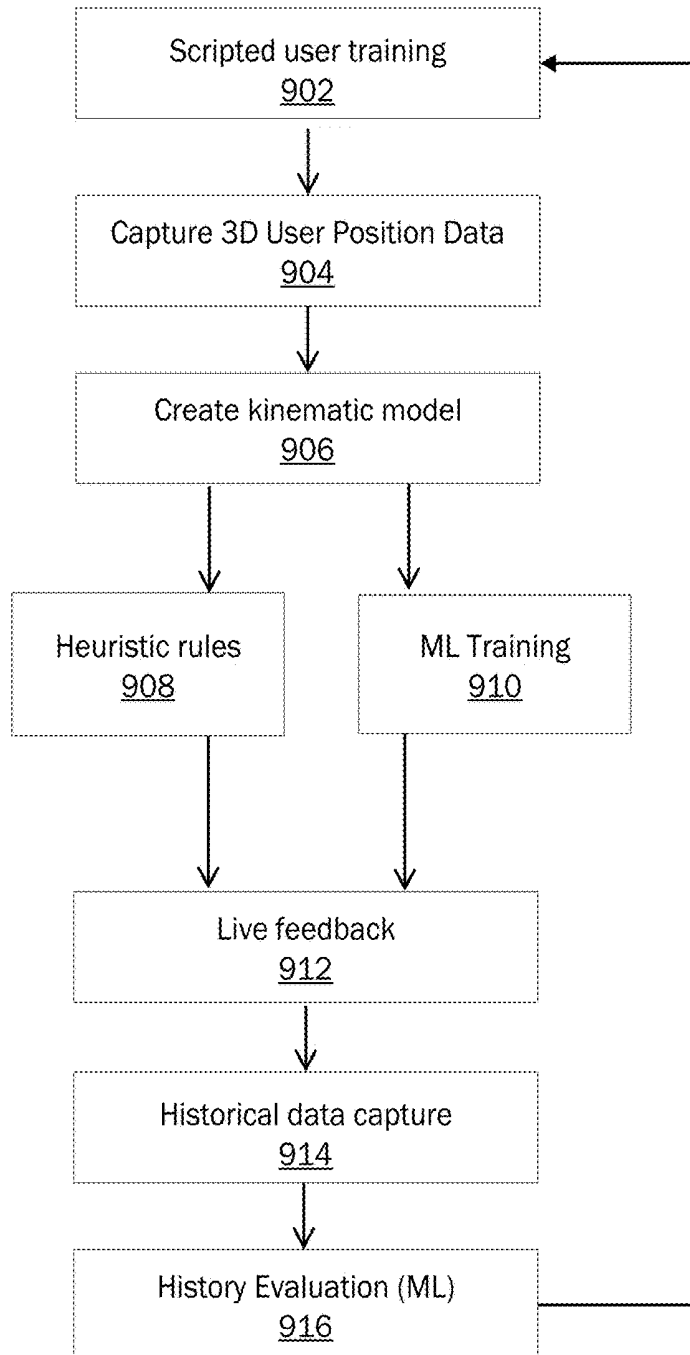 Scripted user training
902
Capture 3D User Position Data
904
Create kinematic model
906
Heuristic rules
908
ML Training
910
Live feedback
912
Historical data capture
914
History Evaluation (ML)
916